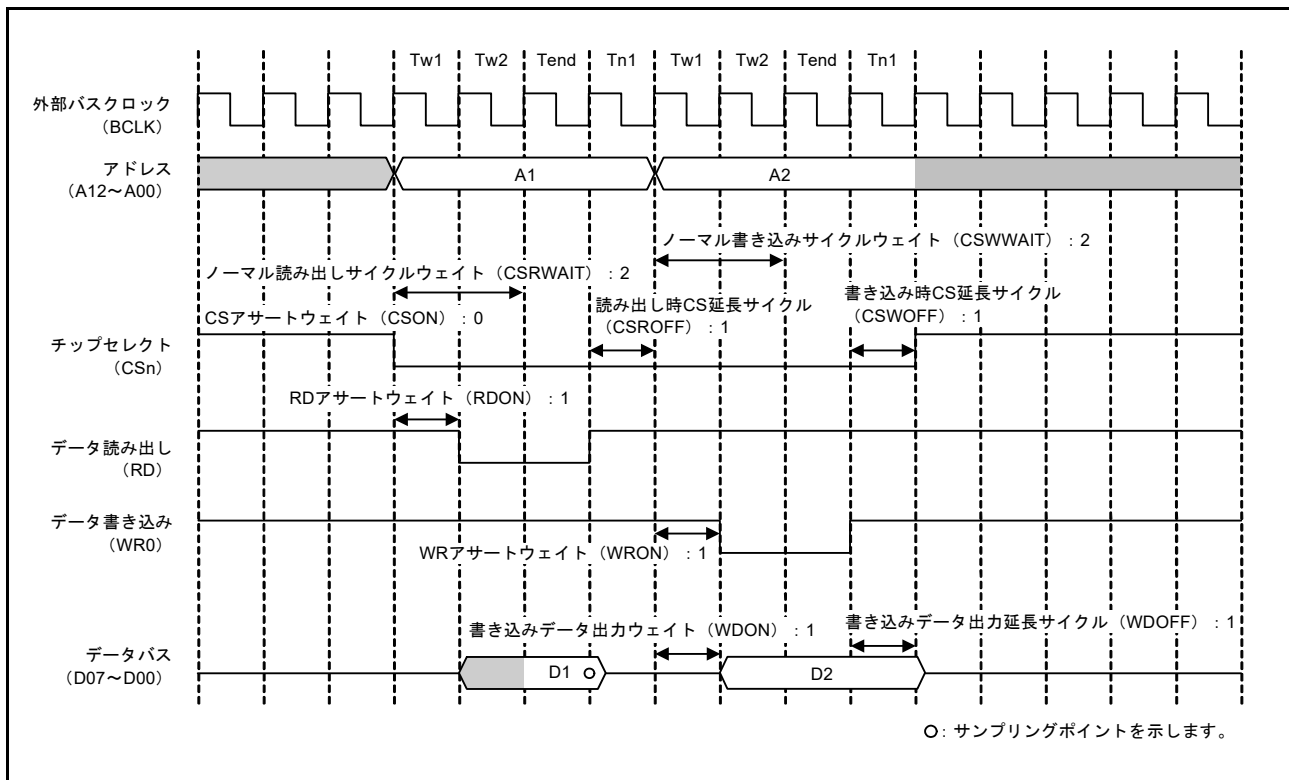 Tw1 Tw2 Tend Tn1 Tw1 Tw2 Tend Tn1
外部バスクロック
（BCLK）
アドレス
（A12～A00）
A1
A2
ノーマル書き込みサイクルウェイト（CSWWAIT）：2
ノーマル読み出しサイクルウェイト（CSRWAIT）：2
読み出し時CS延長サイクル
（CSROFF）：1
書き込み時CS延長サイクル
（CSWOFF）：1
CSアサートウェイト（CSON）：0
チップセレクト
（CSn）
RDアサートウェイト（RDON）：1
データ読み出し
（RD）
データ書き込み
（WR0）
WRアサートウェイト（WRON）：1
書き込みデータ出力ウェイト（WDON）：1
書き込みデータ出力延長サイクル（WDOFF）：1
データバス
（D07～D00）
D1
D2
：サンプリングポイントを示します。